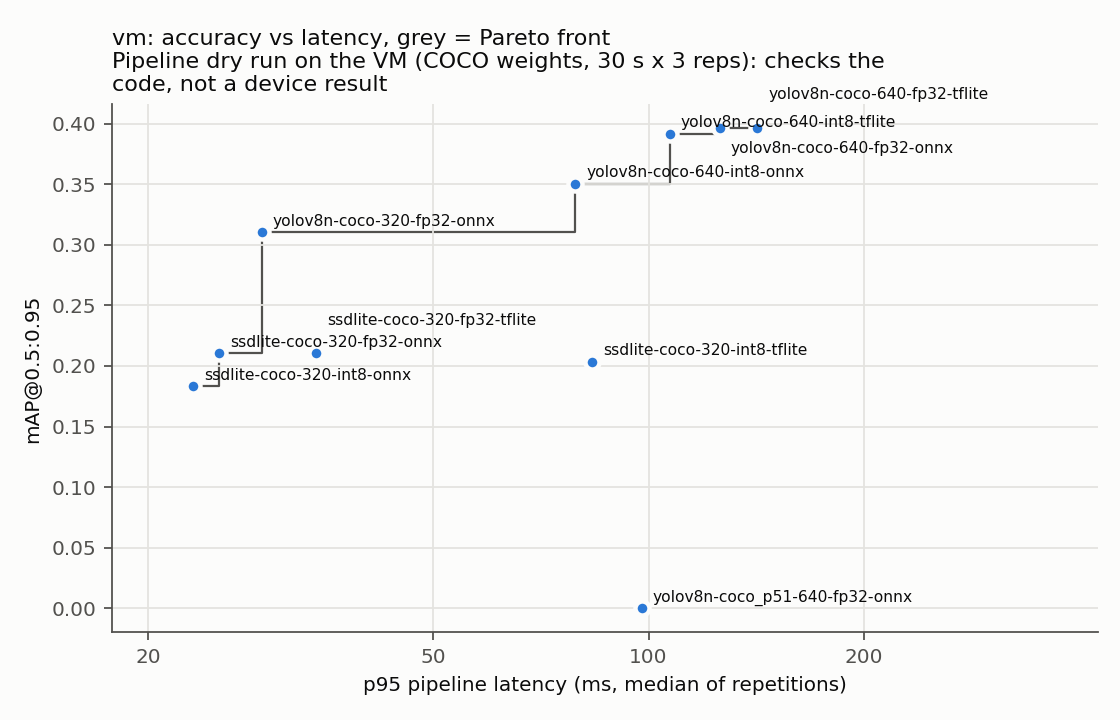 vm: accuracy vs latency, grey = Pareto front
Pipeline dry run on the VM (COCO weights, 30 s x 3 reps): checks the
code, not a device result
yolov8n-coco-640-fp32-tflite
yolov8n-coco-640-int8-tflite
yolov8n-coco-640-fp32-onnx
yolov8n-coco-640-int8-onnx
yolov8n-coco-320-fp32-onnx
ssdlite-coco-320-fp32-tflite
ssdlite-coco-320-fp32-onnx
ssdlite-coco-320-int8-tflite
ssdlite-coco-320-int8-onnx
yolov8n-coco_p51-640-fp32-onnx
mAP@0.5:0.95
0.40
0.35
0.30
0.25
0.20
0.15
0.10
0.05
0.00
20
50
100
200
p95 pipeline latency (ms, median of repetitions)